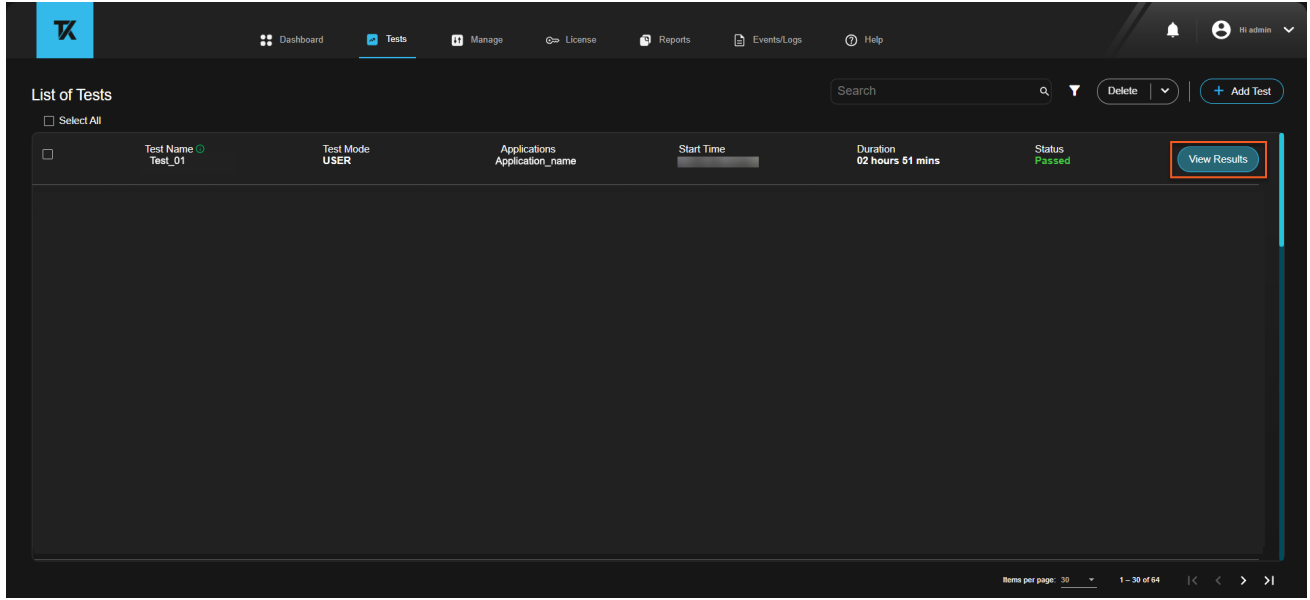 TK
Dashboard Tests Manage License Reports Events/Logs Help Hi admin
List of Tests Search Delete + Add Test
Select All
Test Name Test Mode Applications Start Time Duration Status
Test_01 USER Application_name 02 hours 51 mins Passed View Results
Items per page: 30 1 – 30 of 64